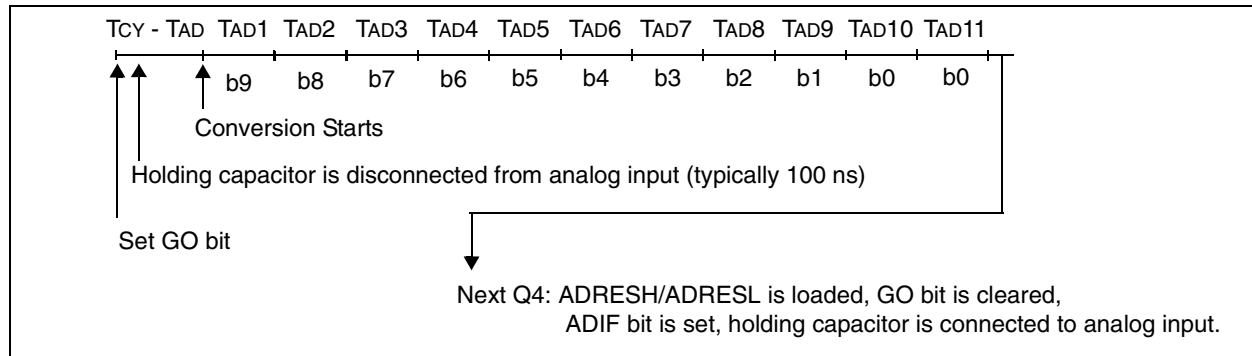 TCY - TAD TAD1 TAD2 TAD3 TAD4 TAD5 TAD6 TAD7 TAD8 TAD9 TAD10 TAD11
b9 b8 b7 b6 b5 b4 b3 b2 b1 b0 b0
Conversion Starts
Holding capacitor is disconnected from analog input (typically 100 ns)
Set GO bit
Next Q4: ADRESH/ADRESL is loaded, GO bit is cleared,
ADIF bit is set, holding capacitor is connected to analog input.